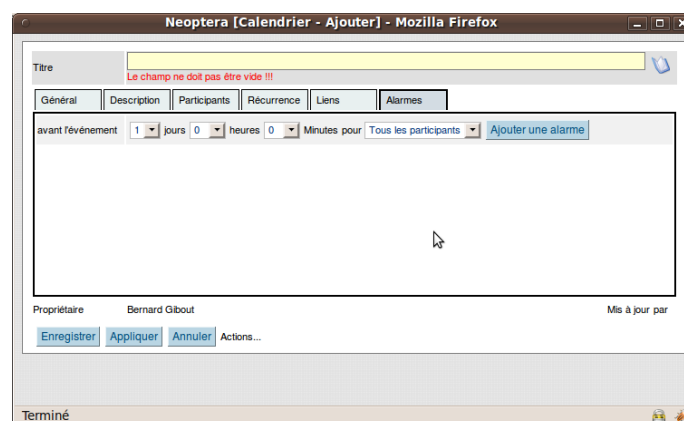 Neoptera [Calendrier - Ajouter] - Mozilla Firefox
Titre
Le champ ne doit pas être vide !!!
Général Description Participants Récurrence Liens Alarmes
avant l'événement 1 jours 0 heures 0 Minutes pour Tous les participants Ajouter une alarme
Propriétaire Bernard Gibout Mis à jour par
Enregistrer Appliquer Annuler Actions...
Terminé